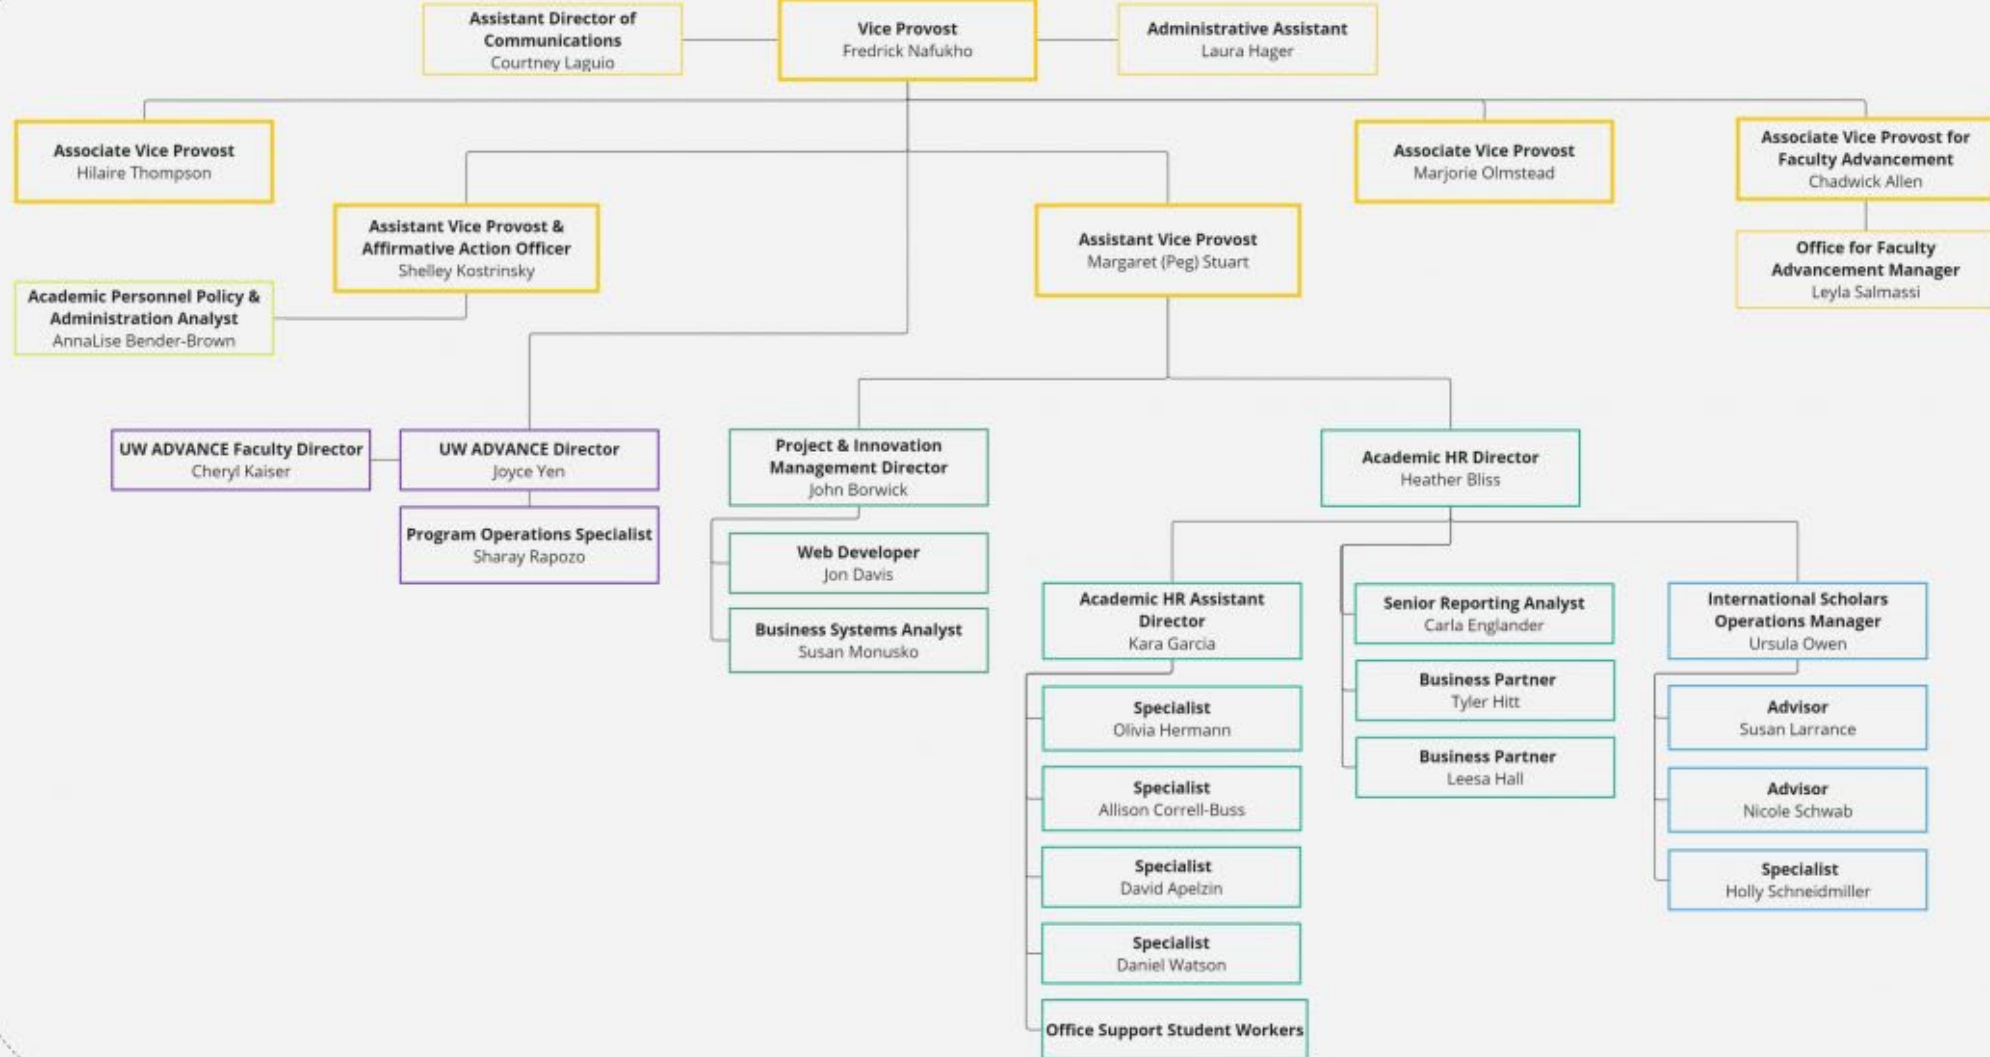 Assistant Director of
Communications
Courtney Laguio
Vice Provost
Fredrick Nafukho
Administrative Assistant
Laura Hager
Associate Vice Provost
Hilaire Thompson
Associate Vice Provost
Marjorie Olmstead
Associate Vice Provost for
Faculty Advancement
Chadwick Allen
Assistant Vice Provost &
Affirmative Action Officer
Shelley Kostrinsky
Assistant Vice Provost
Margaret (Peg) Stuart
Office for Faculty
Advancement Manager
Leyla Salmassi
Academic Personnel Policy &
Administration Analyst
AnnaLise Bender-Brown
UW ADVANCE Faculty Director
Cheryl Kaiser
UW ADVANCE Director
Joyce Yen
Program Operations Specialist
Sharay Rapozo
Project & Innovation
Management Director
John Borwick
Web Developer
Jon Davis
Business Systems Analyst
Susan Monusko
Academic HR Director
Heather Bliss
Academic HR Assistant
Director
Kara Garcia
Specialist
Olivia Hermann
Specialist
Allison Correll-Buss
Specialist
David Apelzin
Specialist
Daniel Watson
Office Support Student Workers
Senior Reporting Analyst
Carla Englander
Business Partner
Tyler Hitt
Business Partner
Leesa Hall
International Scholars
Operations Manager
Ursula Owen
Advisor
Susan Larrance
Advisor
Nicole Schwab
Specialist
Holly Schneidmiller